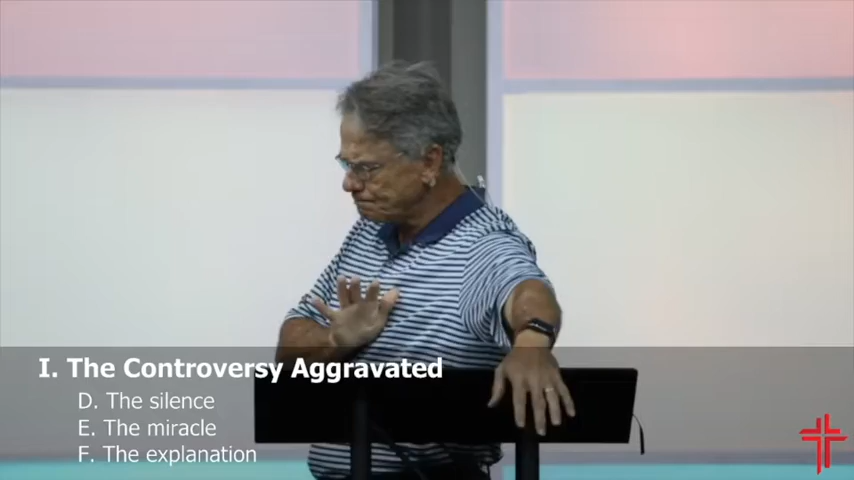 I. The Controversy Aggravated
D. The silence
E. The miracle
F. The explanation